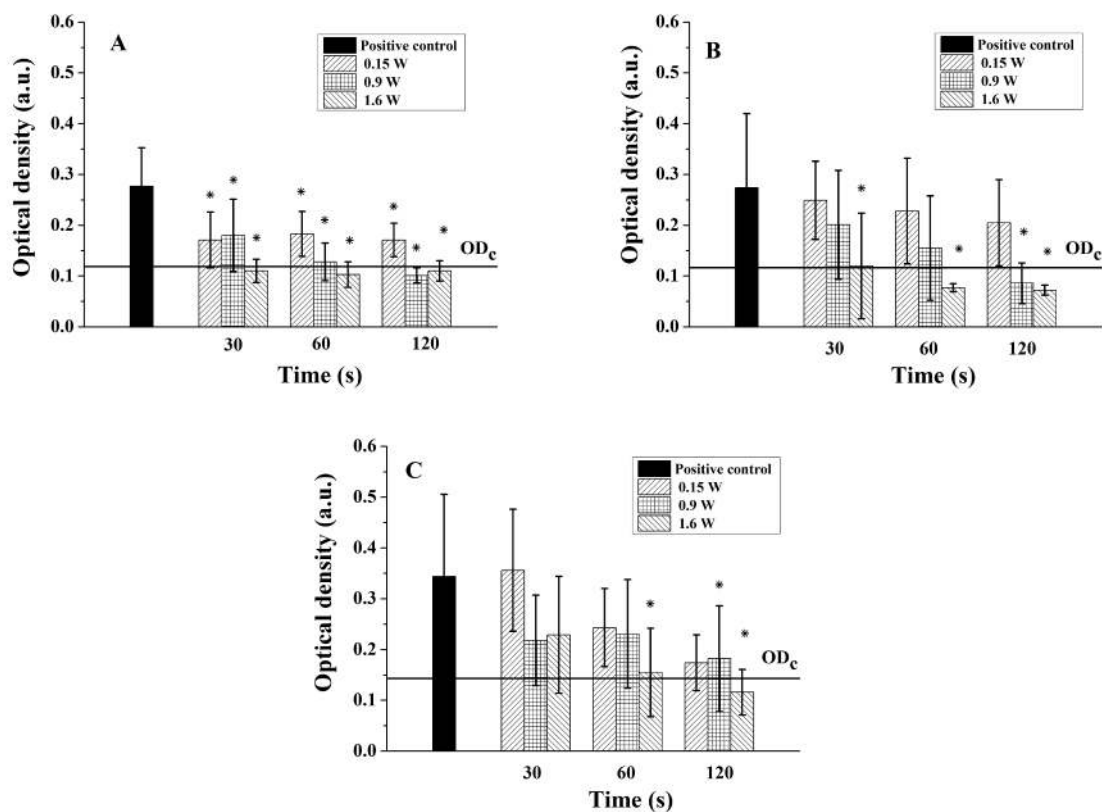 A
Positive control
0.15 W
0.9 W
1.6 W
Optical density (a.u.)
0.6
0.5
0.4
0.3
0.2
0.1
0.0
* * * * * * * * *
ODc
30 60 120
Time (s)
B
Positive control
0.15 W
0.9 W
1.6 W
Optical density (a.u.)
0.6
0.5
0.4
0.3
0.2
0.1
0.0
* * * *
ODc
30 60 120
Time (s)
C
Positive control
0.15 W
0.9 W
1.6 W
Optical density (a.u.)
0.6
0.5
0.4
0.3
0.2
0.1
0.0
* * *
ODc
30 60 120
Time (s)